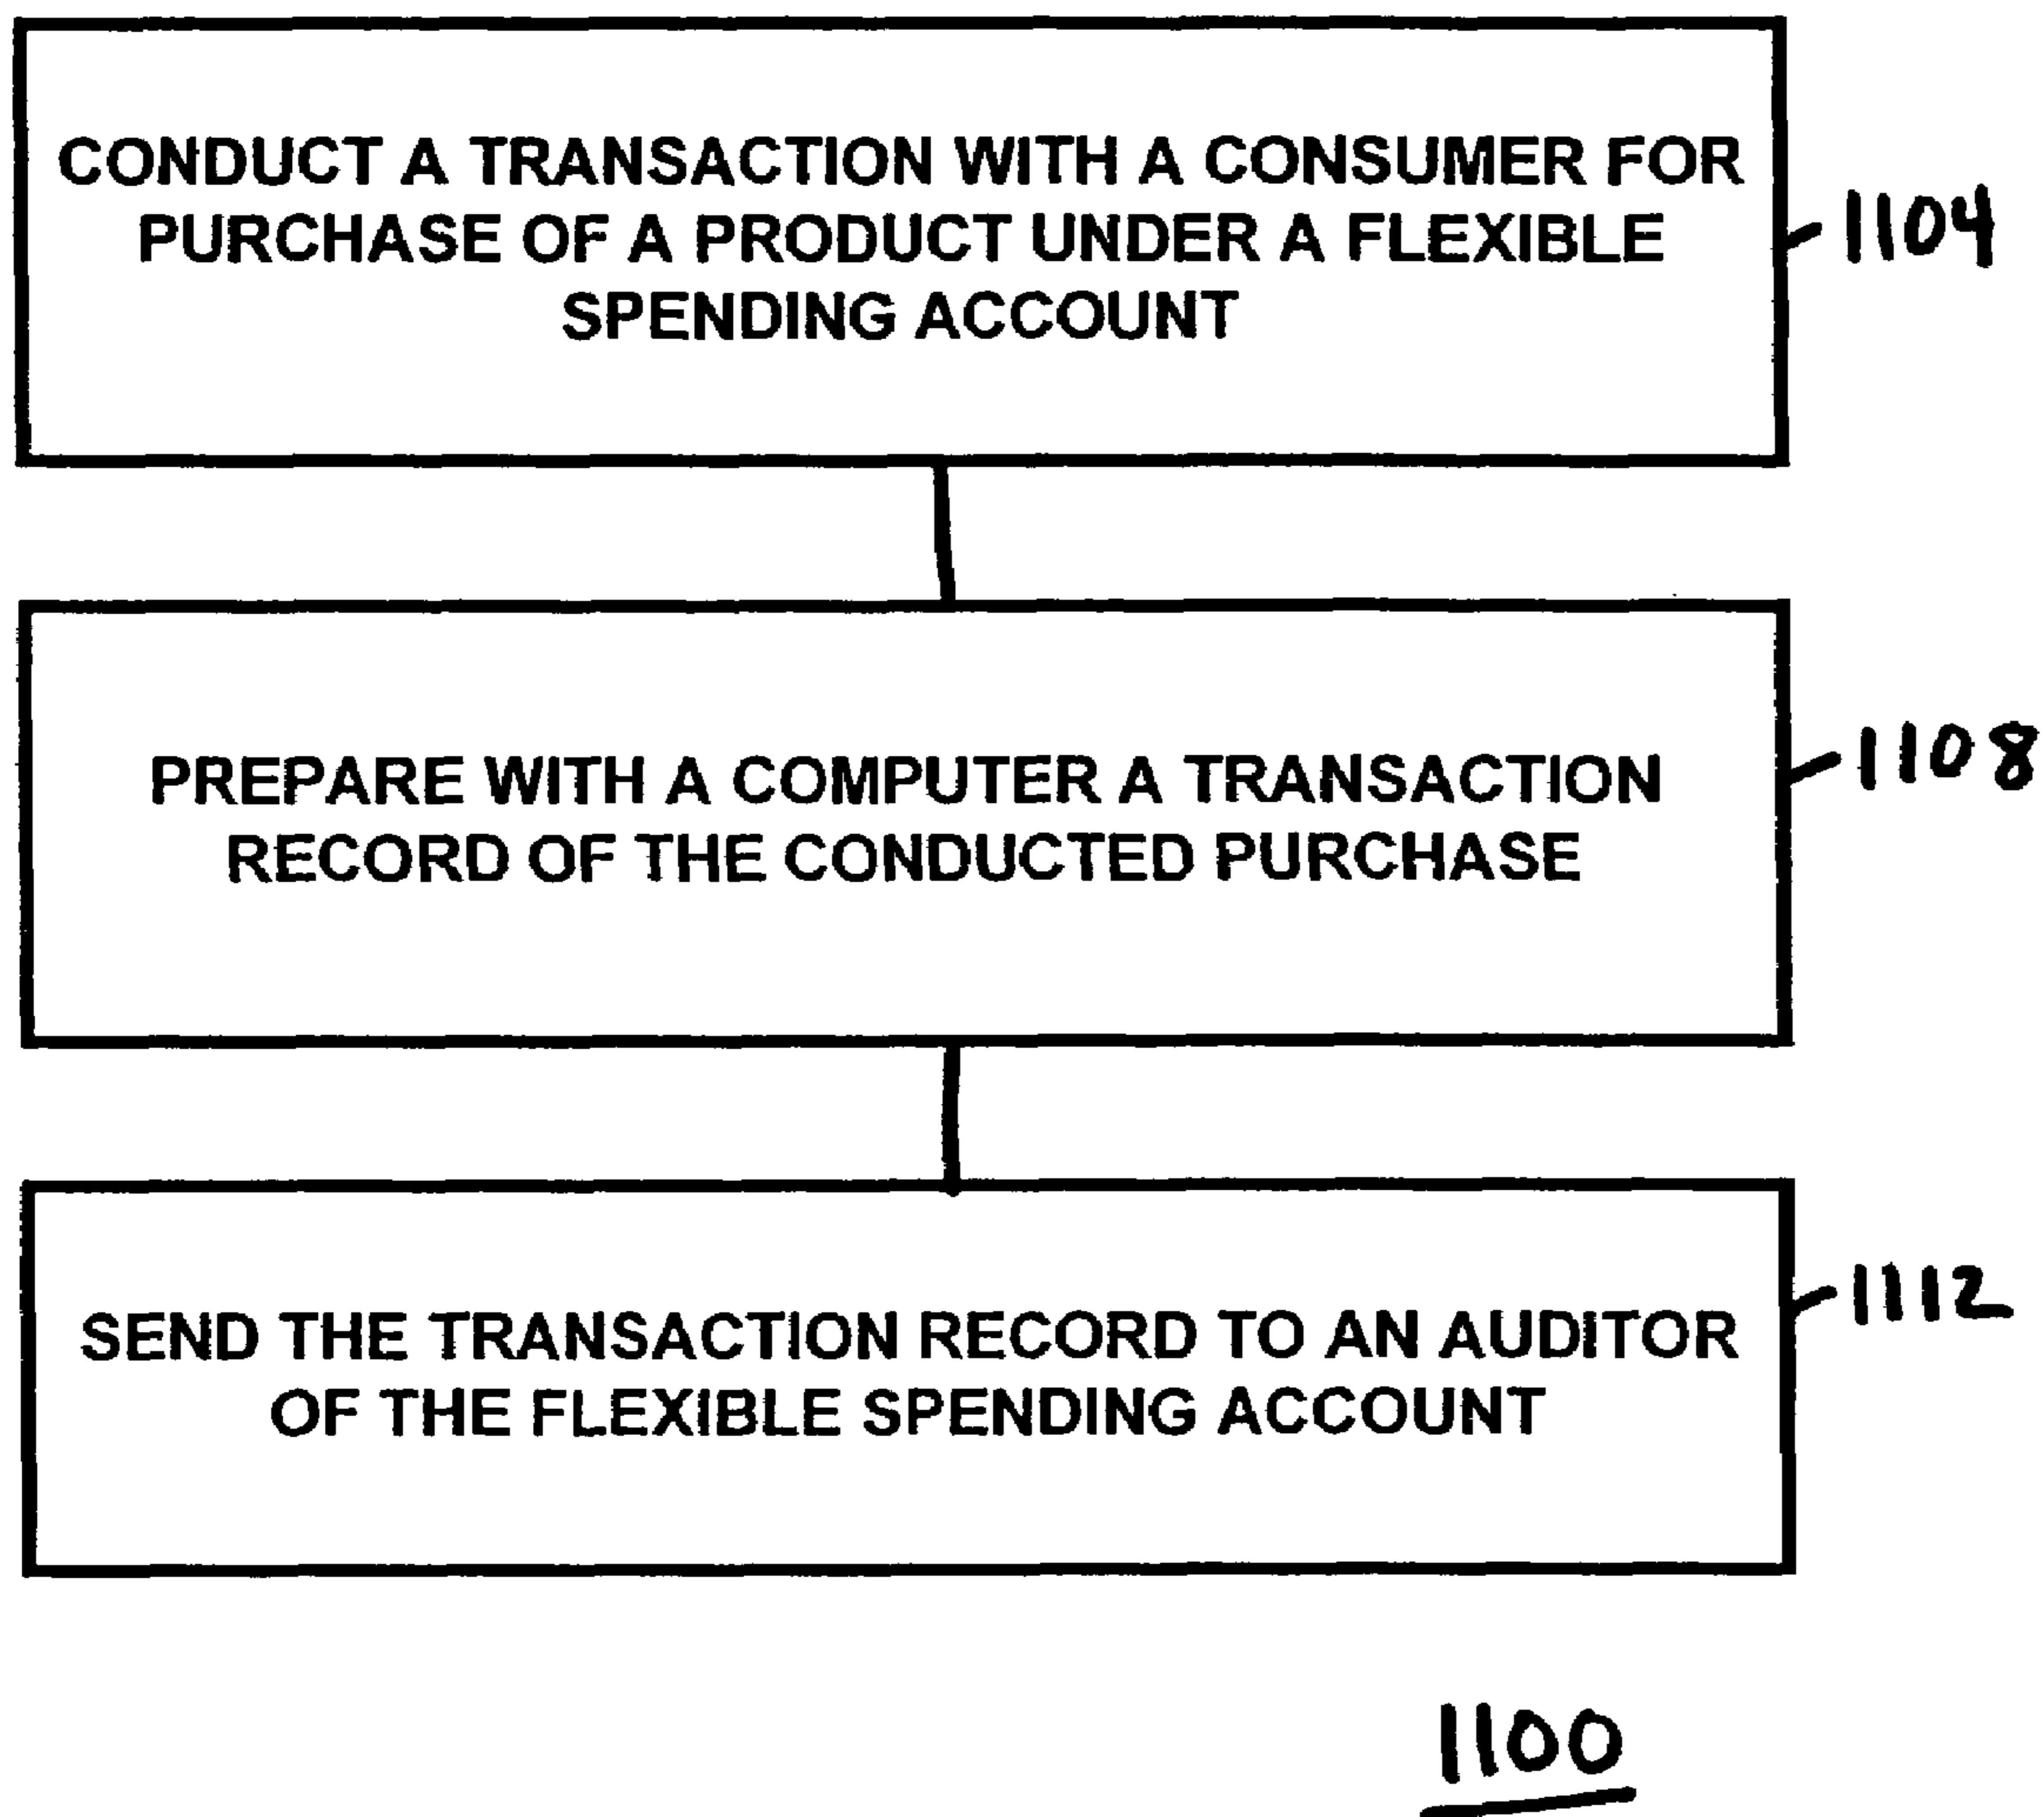 CONDUCT A TRANSACTION WITH A CONSUMER FOR
PURCHASE OF A PRODUCT UNDER A FLEXIBLE
SPENDING ACCOUNT
1104
PREPARE WITH A COMPUTER A TRANSACTION
RECORD OF THE CONDUCTED PURCHASE
1108
SEND THE TRANSACTION RECORD TO AN AUDITOR
OF THE FLEXIBLE SPENDING ACCOUNT
1112
1100